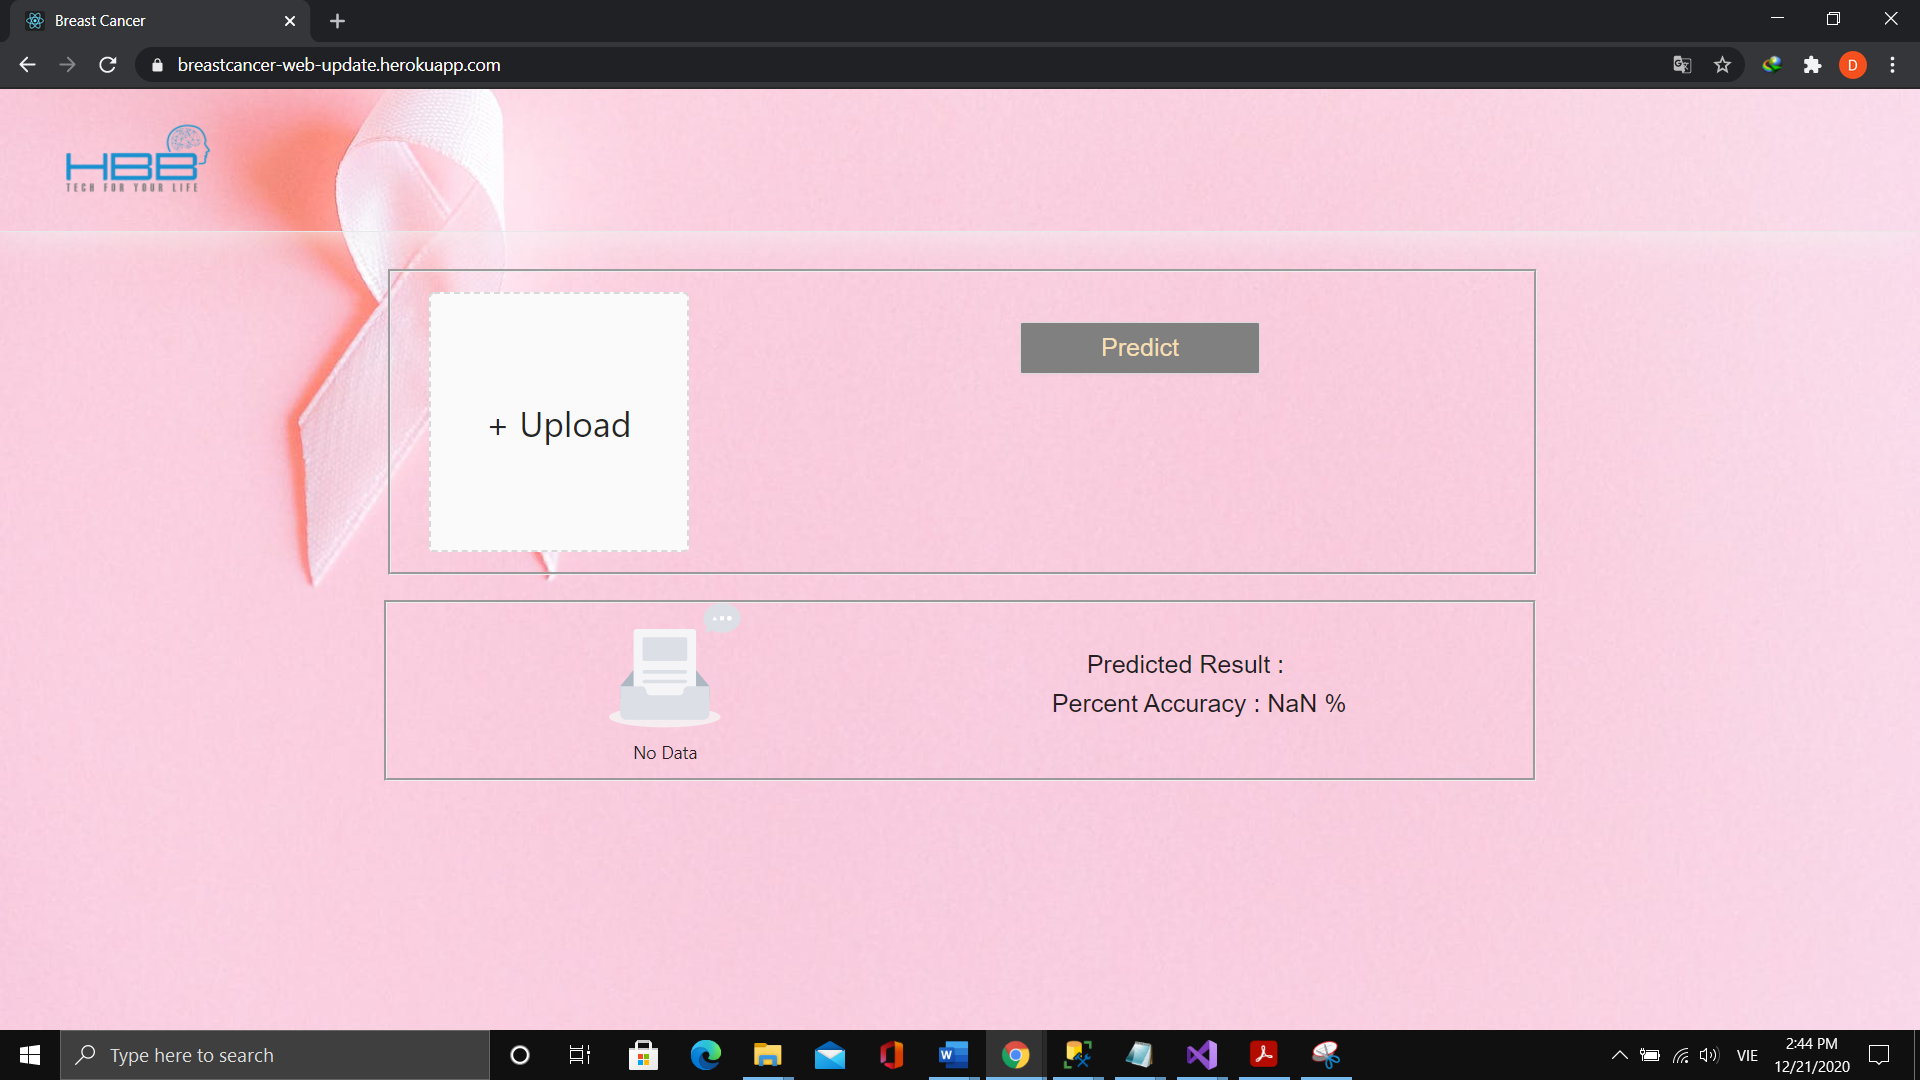 Breast Cancer
breastcancer-web-update.herokuapp.com
D
HBB
TECH FOR YOUR LIFE
+ Upload
Predict
No Data
Predicted Result :
Percent Accuracy : NaN %
Type here to search
W
VIE
2:44 PM
12/21/2020